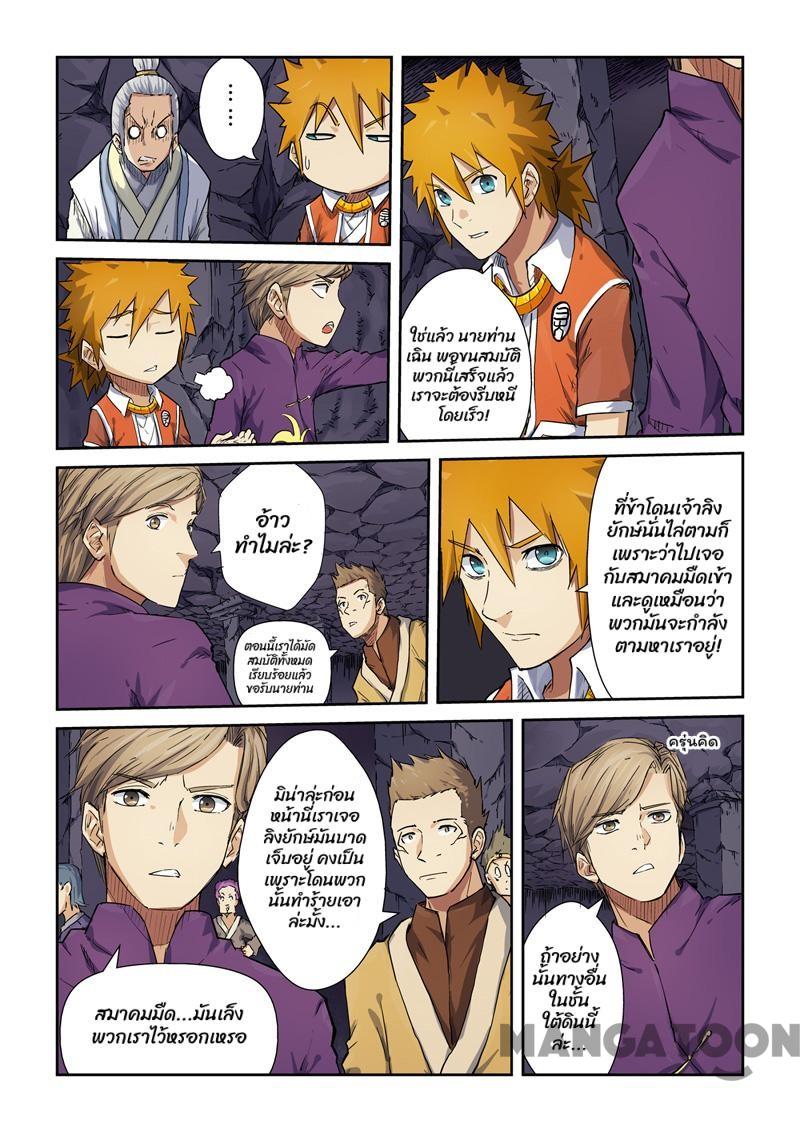 ......
ใช่แล้ว นายท่าน
เฉิน พอขนสมบัติ
พวกนี้เสร็จแล้ว
เราจะต้องรีบหนี
โดยเร็ว!
อ้าว
ทำไมล่ะ?
ตอนนี้เราได้มัด
สมบัติทั้งหมด
เรียบร้อยแล้ว
ขอรับนายท่าน
ที่ข้าโดนเจ้าลิง
ยักษ์นั่นไล่ตามก็
เพราะว่าไปเจอ
กับสมาคมมืดเข้า
และดูเหมือนว่า
พวกมันจะกำลัง
ตามหาเราอยู่!
มิน่าล่ะก่อน
หน้านี้เราเจอ
ลิงยักษ์มันบาด
เจ็บอยู่ คงเป็น
เพราะโดนพวก
นั้นทำร้ายเอา
ล่ะมั้ง...
สมาคมมืด...มันเล็ง
พวกเราไว้หรอกเหรอ
ครุ่นคิด
ถ้าอย่าง
นั้นทางอื่น
ในชั้น
ใต้ดินนี้
ล่ะ...
MANGATOON